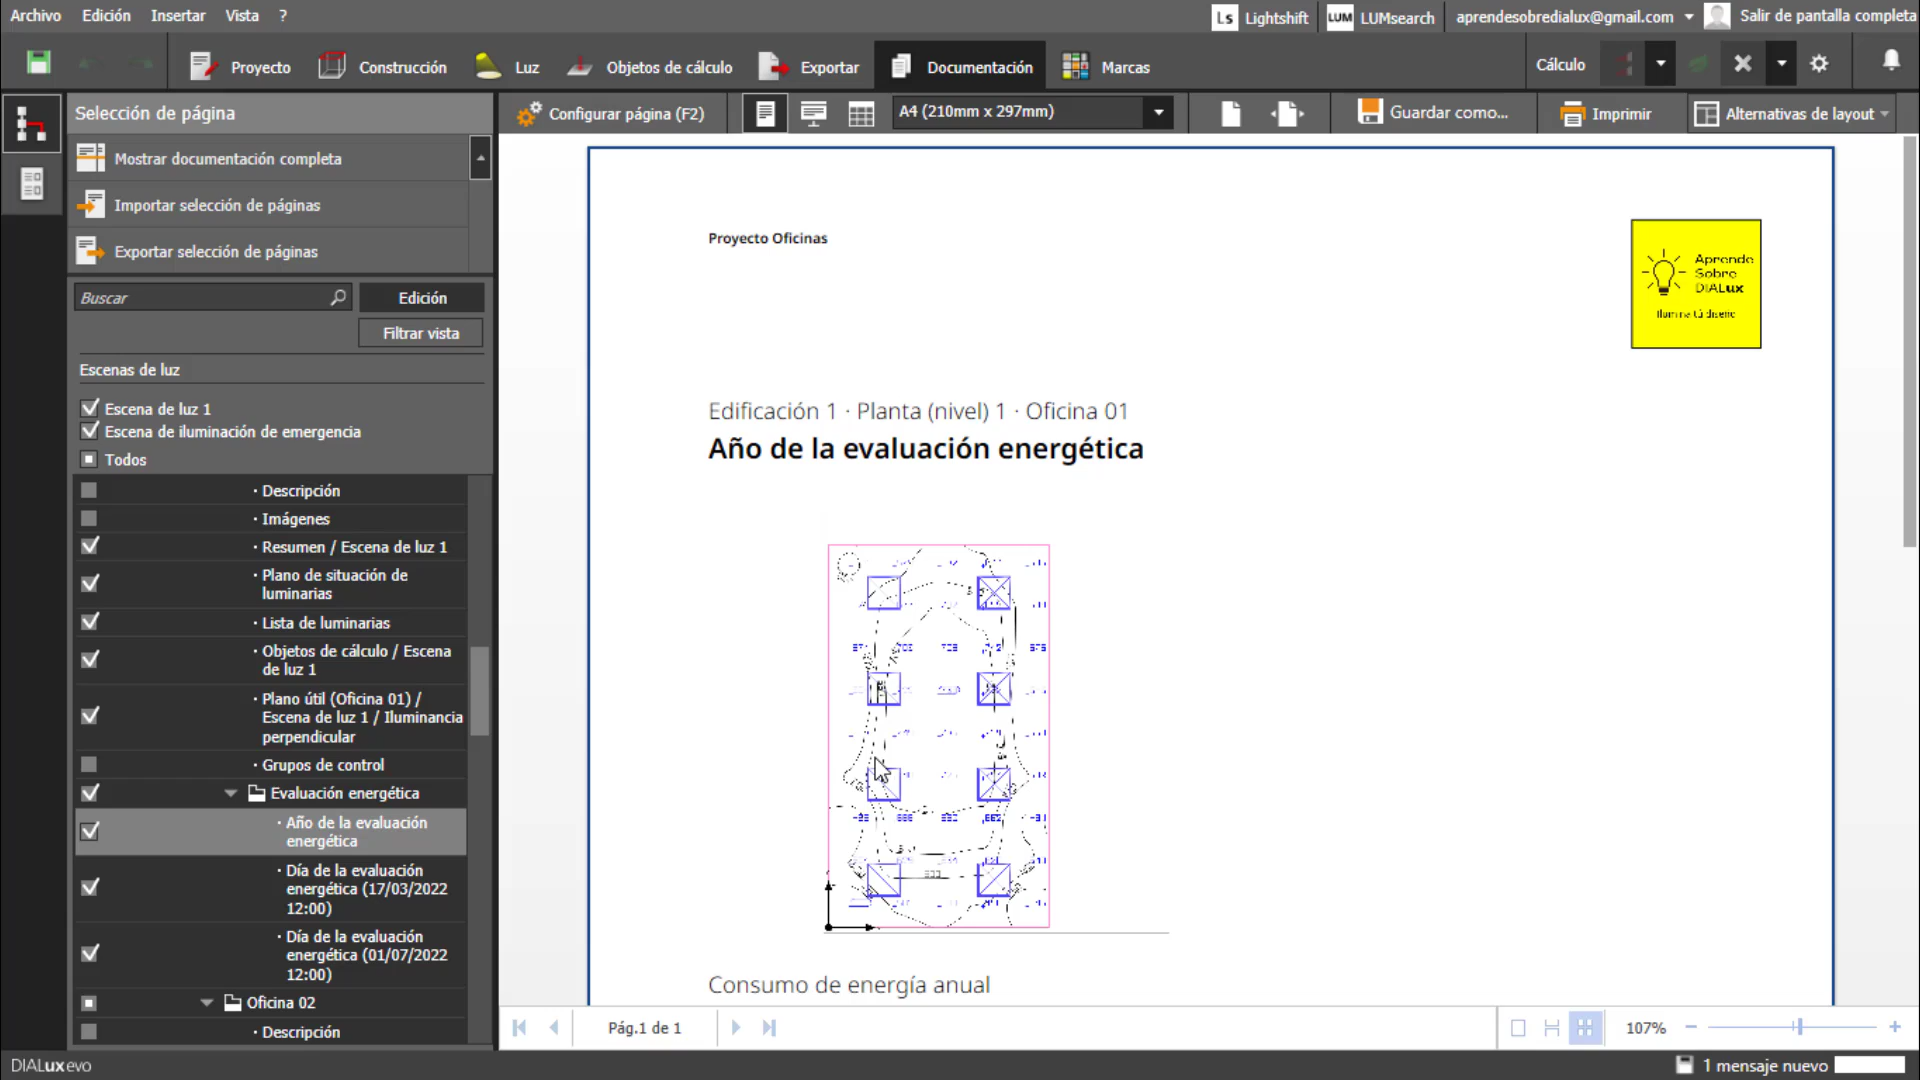 Archivo Edición Insertar Vista ?
Ls Lightshift LUM LUMsearch aprendesobredialux@gmail.com Salir de pantalla completa
Proyecto Construcción Luz Objetos de cálculo Exportar Documentación Marcas Cálculo
Selección de página
Configurar página (F2) A4 (210mm x 297mm) Guardar como... Imprimir Alternativas de layout
Mostrar documentación completa
Importar selección de páginas
Exportar selección de páginas
Buscar Edición
Filtrar vista
Escenas de luz
Escena de luz 1
Escena de iluminación de emergencia
Todos
· Descripción
· Imágenes
· Resumen / Escena de luz 1
· Plano de situación de
luminarias
· Lista de luminarias
· Objetos de cálculo / Escena
de luz 1
· Plano útil (Oficina 01) /
Escena de luz 1 / Iluminancia
perpendicular
· Grupos de control
Evaluación energética
· Año de la evaluación
energética
· Día de la evaluación
energética (17/03/2022
12:00)
· Día de la evaluación
energética (01/07/2022
12:00)
Oficina 02
· Descripción
Proyecto Oficinas
Aprende
Sobre
DIALux
Ilumina tú diseño
Edificación 1 · Planta (nivel) 1 · Oficina 01
Año de la evaluación energética
Consumo de energía anual
Pág.1 de 1 107%
DIALux evo 1 mensaje nuevo